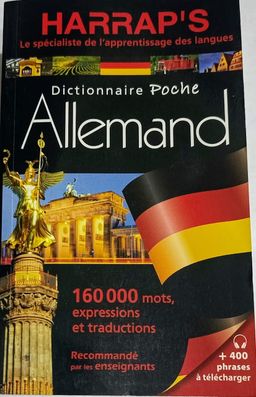 HARRAP'S
Le spécialiste de l'apprentissage des langues
Dictionnaire Poche
Allemand
160 000 mots,
expressions
et traductions
Recommandé
par les enseignants
+ 400
phrases
à télécharger